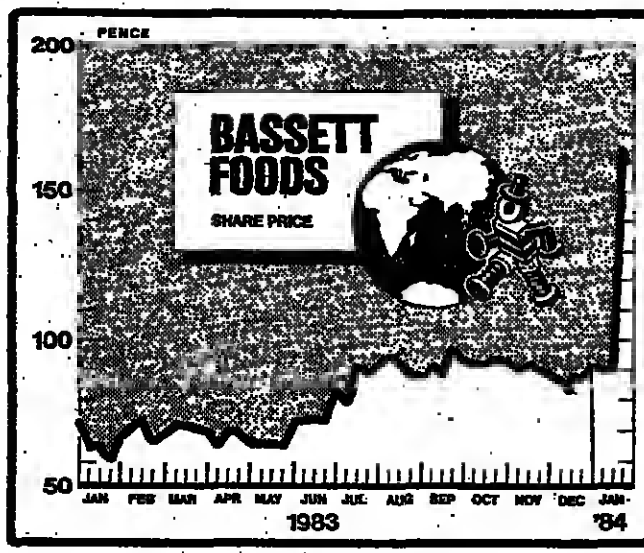 PENCE
200
BASSETT
FOODS
SHARE PRICE
150
100
50
JAN FEB MAR APR MAY JUN JUL AUG SEP OCT NOV DEC JAN
1983 '84